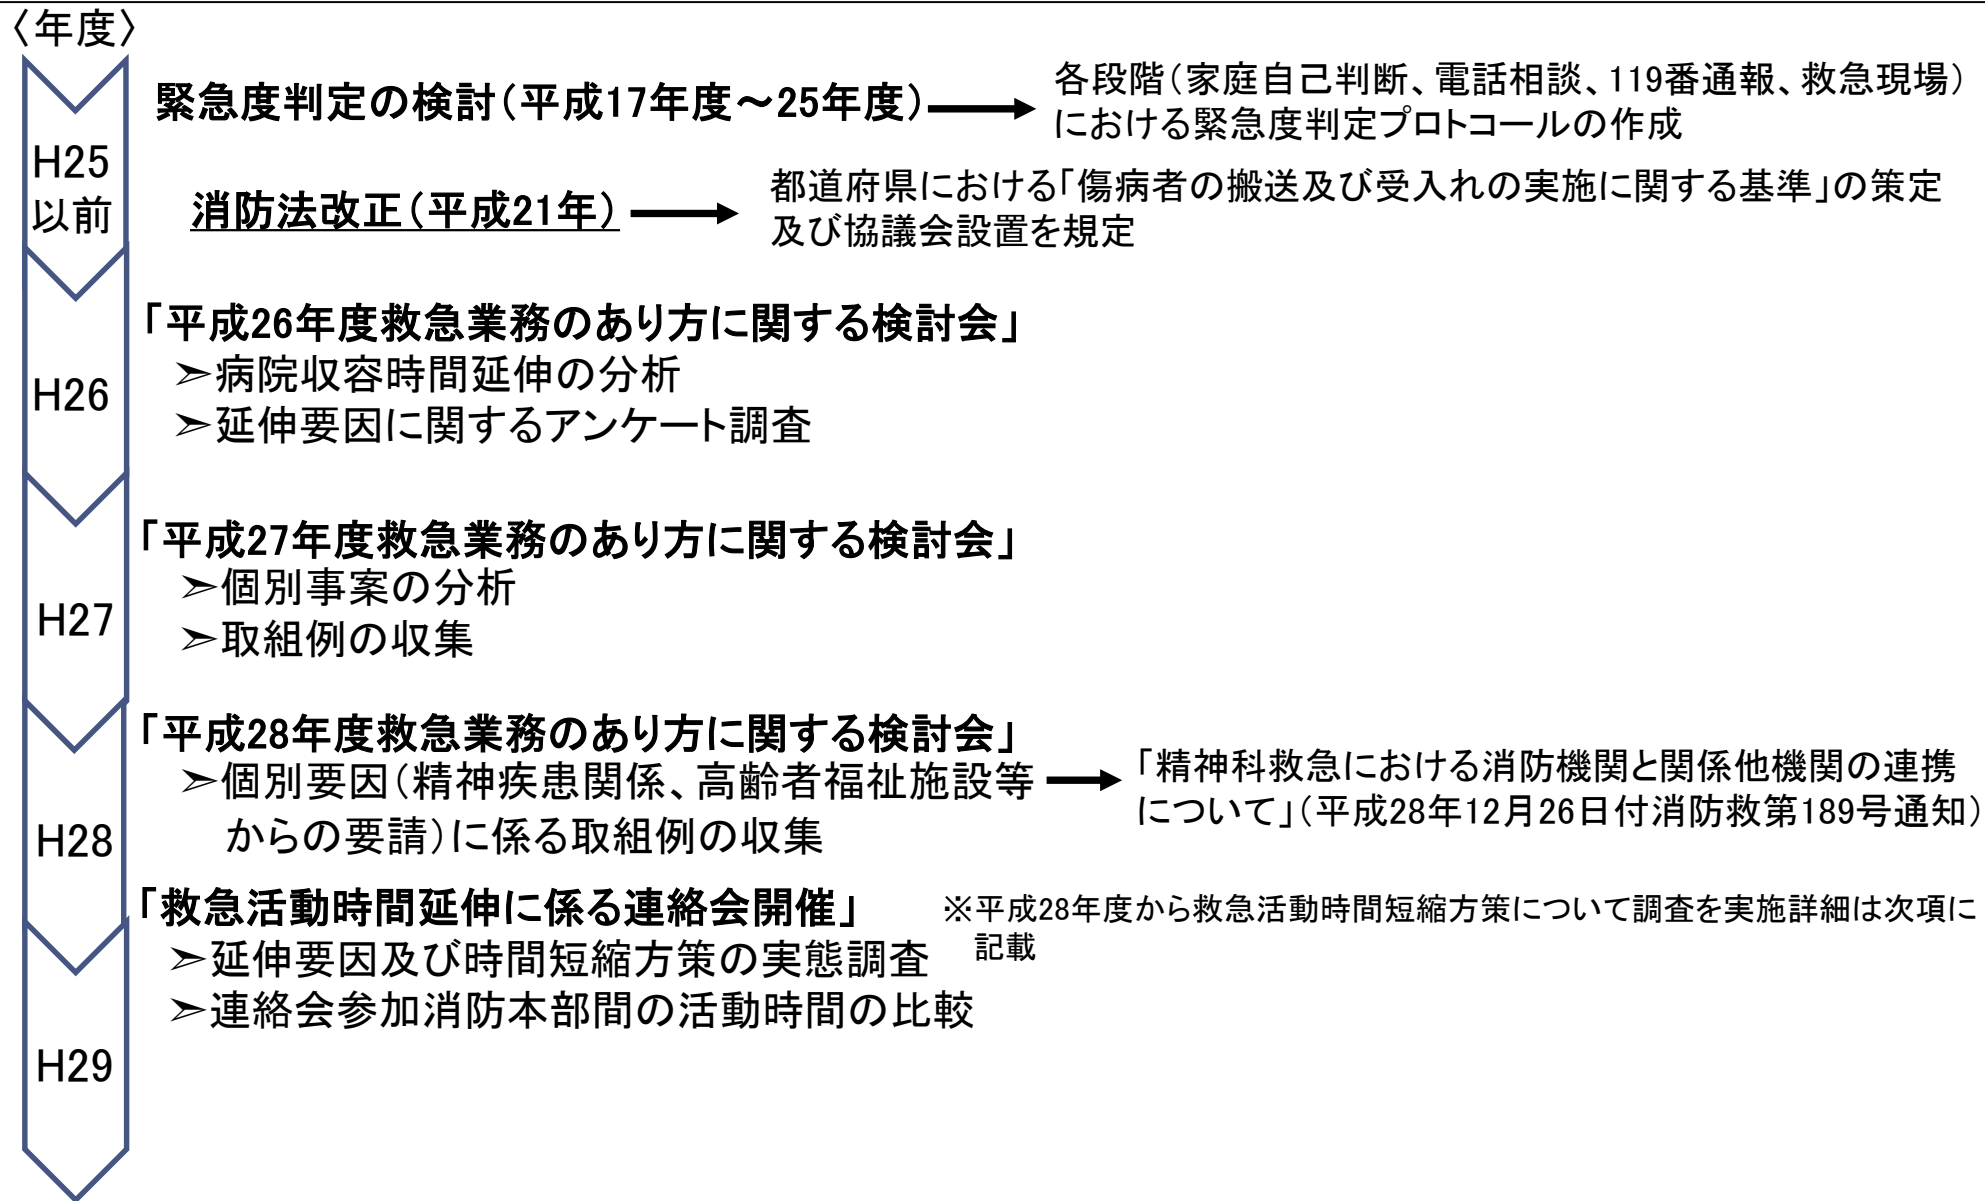 〈年度〉
緊急度判定の検討（平成17年度～25年度）
各段階（家庭自己判断、電話相談、119番通報、救急現場）
における緊急度判定プロトコールの作成
H25
以前
消防法改正（平成21年）
都道府県における「傷病者の搬送及び受入れの実施に関する基準」の策定
及び協議会設置を規定
H26
「平成26年度救急業務のあり方に関する検討会」
➣病院収容時間延伸の分析
➣延伸要因に関するアンケート調査
H27
「平成27年度救急業務のあり方に関する検討会」
➣個別事案の分析
➣取組例の収集
H28
「平成28年度救急業務のあり方に関する検討会」
➣個別要因（精神疾患関係、高齢者福祉施設等
からの要請）に係る取組例の収集
「精神科救急における消防機関と関係他機関の連携
について」（平成28年12月26日付消防救第189号通知）
H29
「救急活動時間延伸に係る連絡会開催」
※平成28年度から救急活動時間短縮方策について調査を実施詳細は次項に
記載
➣延伸要因及び時間短縮方策の実態調査
➣連絡会参加消防本部間の活動時間の比較